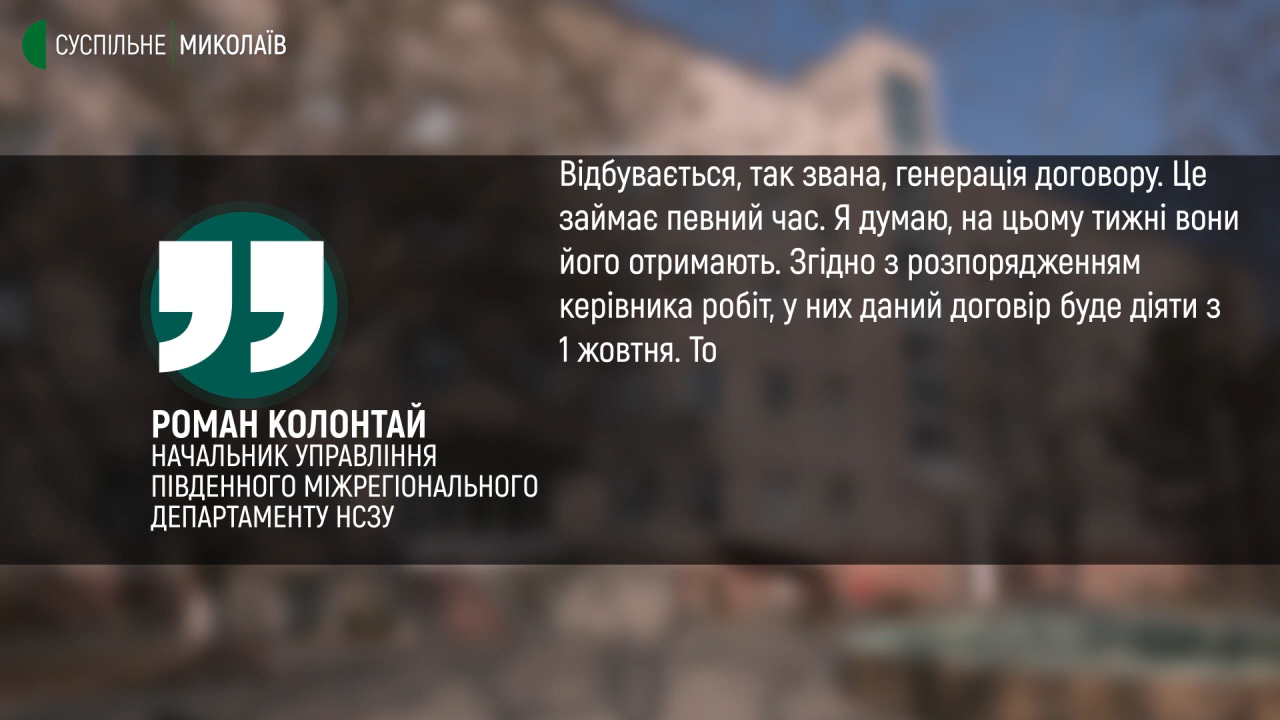 СУСПІЛЬНЕ МИКОЛАЇВ
Відбувається, так звана, генерація договору. Це
займає певний час. Я думаю, на цьому тижні вони
його отримають. Згідно з розпорядженням
керівника робіт, у них даний договір буде діяти з
1 жовтня. То
РОМАН КОЛОНТАЙ
НАЧАЛЬНИК УПРАВЛІННЯ
ПІВДЕННОГО МІЖРЕГІОНАЛЬНОГО
ДЕПАРТАМЕНТУ НСЗУ